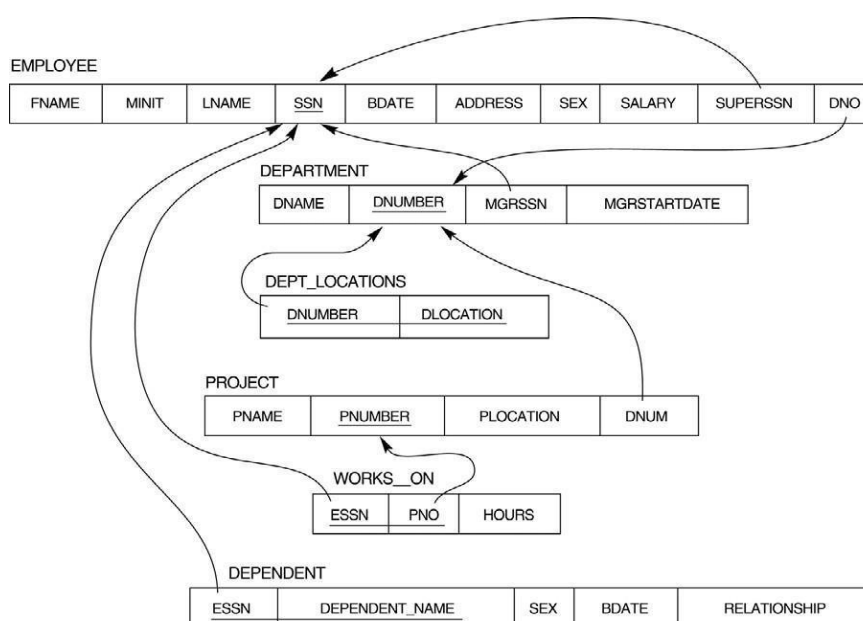 EMPLOYEE
FNAME MINIT LNAME SSN BDATE ADDRESS SEX SALARY SUPERSSN DNO
DEPARTMENT
DNAME DNUMBER MGRSSN MGRSTARTDATE
DEPT_LOCATIONS
DNUMBER DLOCATION
PROJECT
PNAME PNUMBER PLOCATION DNUM
WORKS__ON
ESSN PNO HOURS
DEPENDENT
ESSN DEPENDENT_NAME SEX BDATE RELATIONSHIP